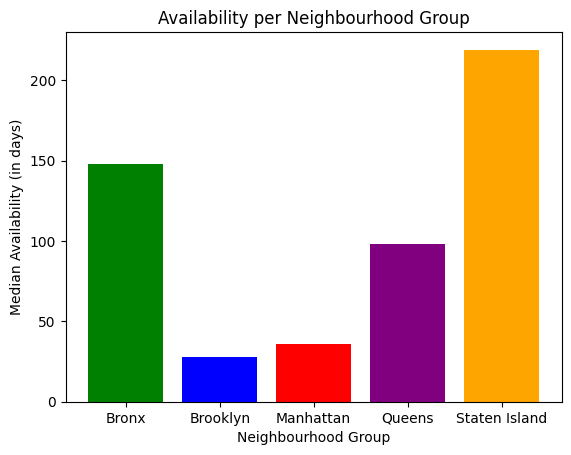 Availability per Neighbourhood Group
Median Availability (in days)
200
150
100
50
0
Bronx
Brooklyn
Manhattan
Queens
Staten Island
Neighbourhood Group